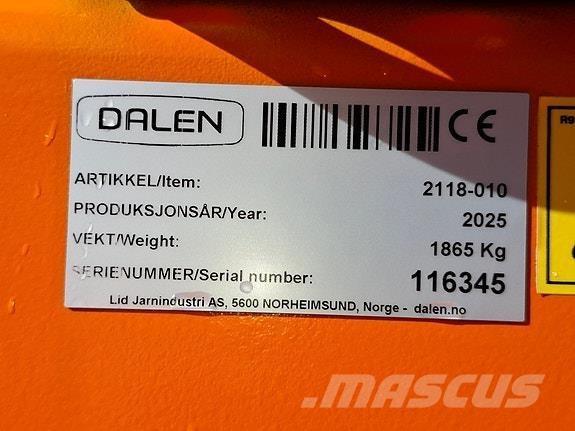 DALEN CE
ARTIKKEL/Item: 2118-010
PRODUKSJONSÅR/Year: 2025
VEKT/Weight: 1865 Kg
SERIENUMMER/Serial number: 116345
Lid Jarnindustri AS, 5600 NORHEIMSUND, Norge - dalen.no
MASCUS